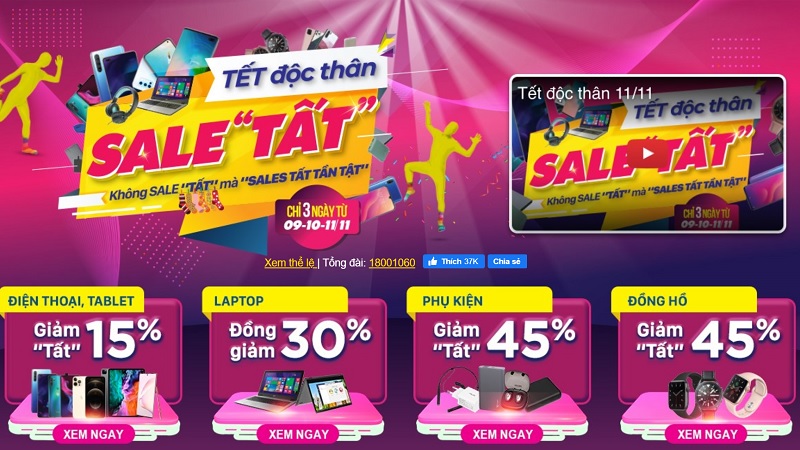 TẾT độc thân
SALE “TẤT”
Không SALE “TẤT” mà “SALES TẤT TẦN TẬT”
CHỈ 3 NGÀY TỪ
09-10-11/11
Tết độc thân 11/11
TẾT độc thân
SALE “TẤT”
Không SALE “TẤT” mà “SALES TẤT TẦN TẬT”
CHỈ 3 NGÀY TỪ
09-10-11/11
Xem thể lệ | Tổng đài: 18001060 Thích 37K Chia sẻ
ĐIỆN THOẠI, TABLET
Giảm “Tất” 15%
XEM NGAY
LAPTOP
Đồng giảm 30%
XEM NGAY
PHỤ KIỆN
Giảm “Tất” 45%
XEM NGAY
ĐỒNG HỒ
Giảm “Tất” 45%
XEM NGAY